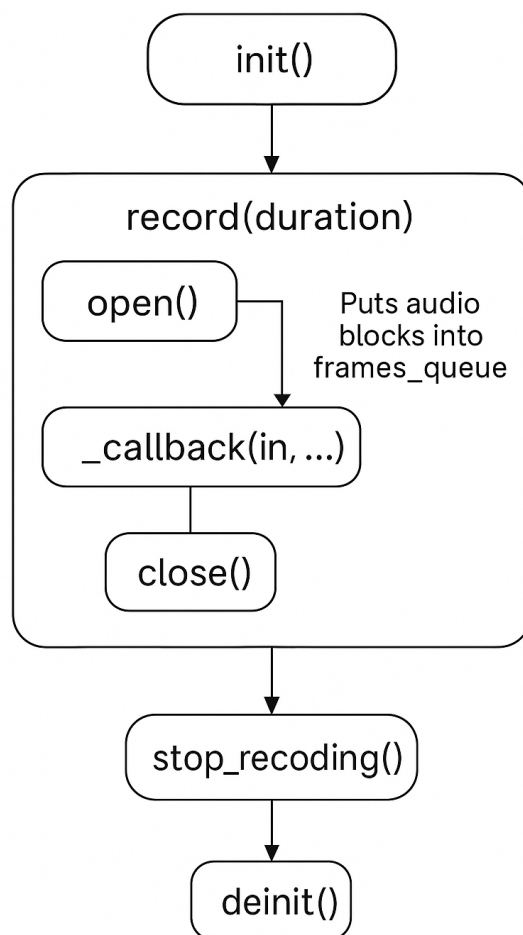 init()
record(duration)
open()
Puts audio
blocks into
frames_queue
_callback(in, ...)
close()
stop_recoding()
deinit()